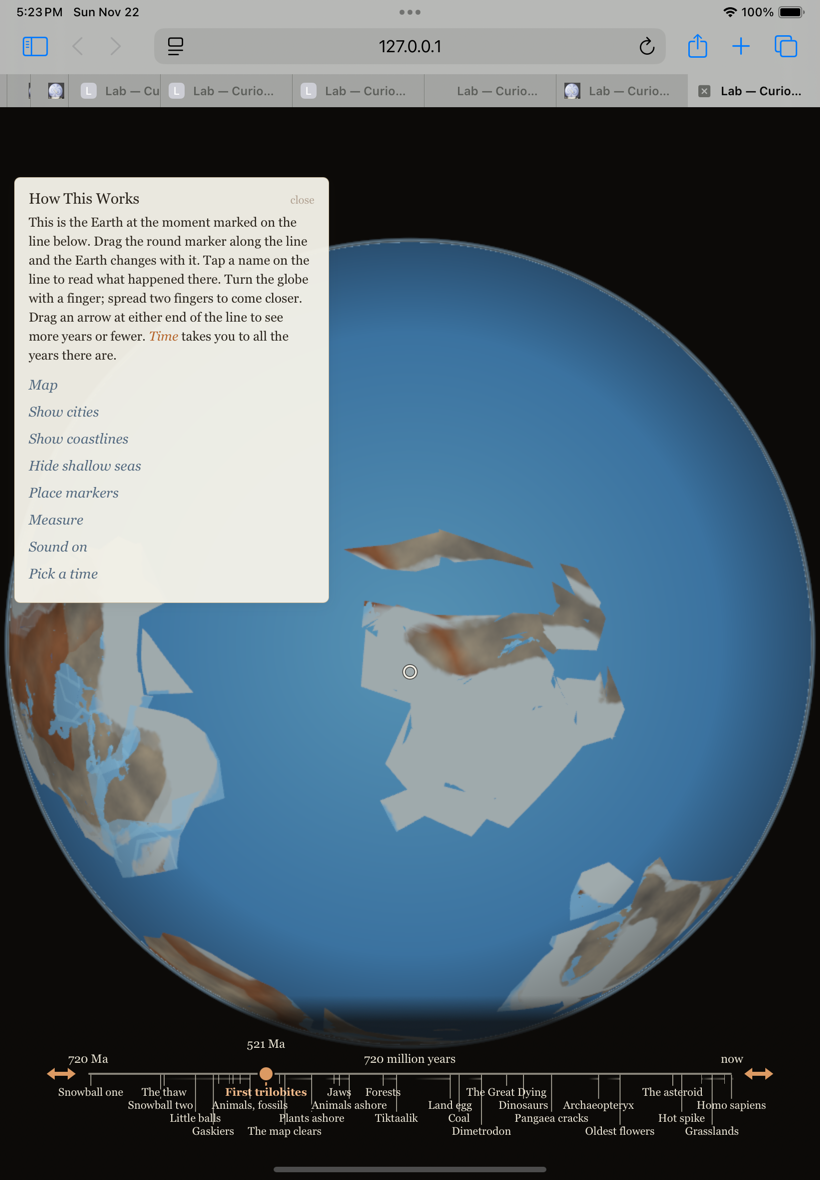 5:23 PM Sun Nov 22
100%
127.0.0.1
L Lab — Cu
L Lab — Curio...
L Lab — Curio...
Lab — Curio...
Lab — Curio...
Lab — Curio...
How This Works
close
This is the Earth at the moment marked on the
line below. Drag the round marker along the line
and the Earth changes with it. Tap a name on the
line to read what happened there. Turn the globe
with a finger; spread two fingers to come closer.
Drag an arrow at either end of the line to see
more years or fewer. Time takes you to all the
years there are.
Map
Show cities
Show coastlines
Hide shallow seas
Place markers
Measure
Sound on
Pick a time
521 Ma
720 Ma 720 million years now
Snowball one The thaw First trilobites Jaws Forests The Great Dying The asteroid
Snowball two Animals, fossils Animals ashore Land egg Dinosaurs Archaeopteryx Homo sapiens
Little balls Plants ashore Tiktaalik Coal Pangaea cracks Hot spike
Gaskiers The map clears Dimetrodon Oldest flowers Grasslands